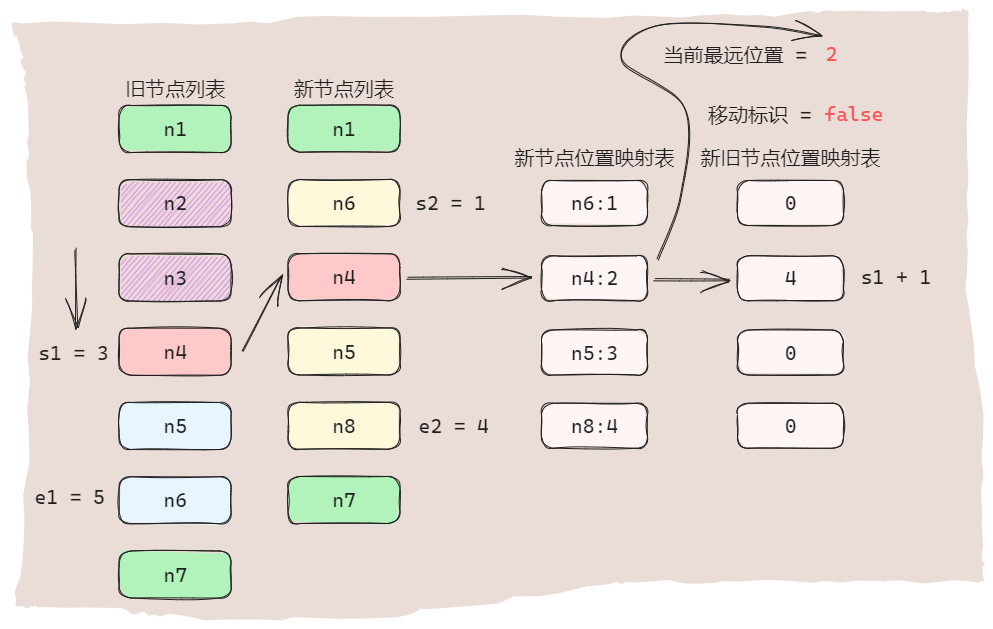 当前最远位置 = 2
旧节点列表
新节点列表
移动标识 = false
n1
n1
新节点位置映射表
新旧节点位置映射表
n2
n6
s2 = 1
n6:1
0
n3
n4
n4:2
4
s1 + 1
s1 = 3
n4
n5
n5:3
0
n5
n8
e2 = 4
n8:4
0
e1 = 5
n6
n7
n7